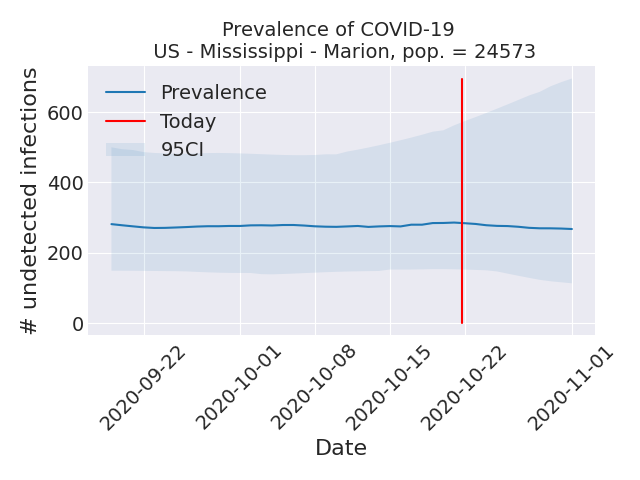 Prevalence of COVID-19
US - Mississippi - Marion, pop. = 24573
Prevalence
Today
95CI
# undetected infections
600
400
200
0
2020-09-22
2020-10-01
2020-10-08
2020-10-15
2020-10-22
2020-11-01
Date